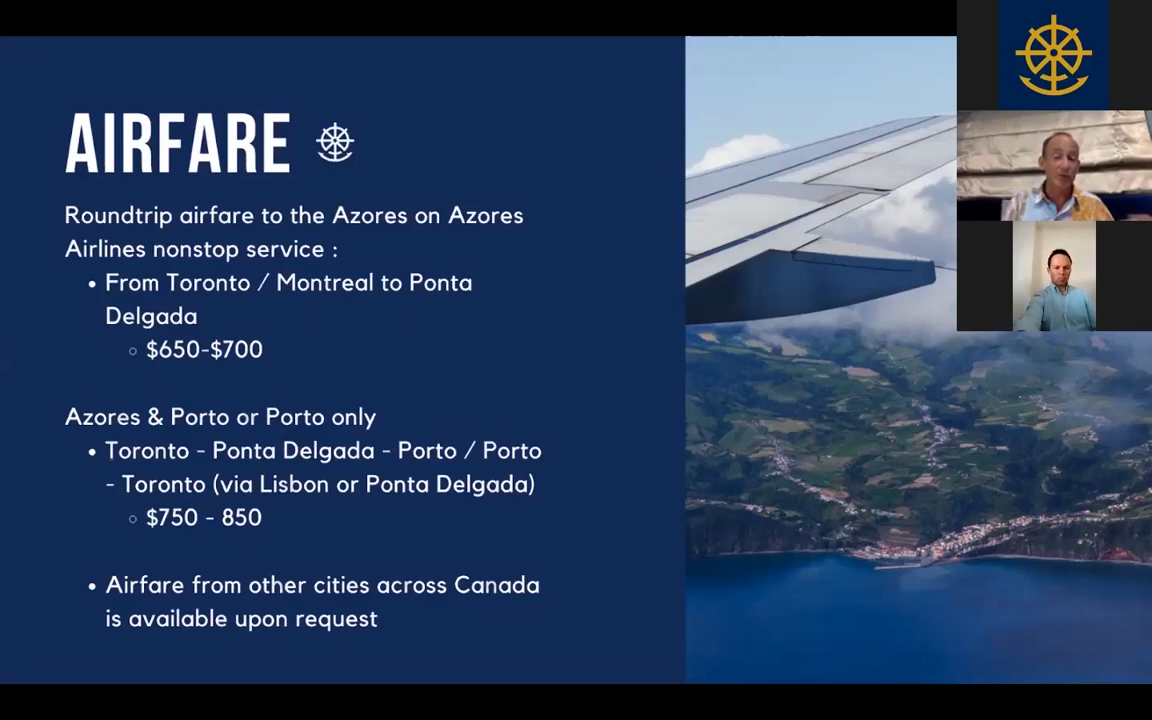 AIRFARE
Roundtrip airfare to the Azores on Azores
Airlines nonstop service :
• From Toronto / Montreal to Ponta
Delgada
○ $650-$700
Azores & Porto or Porto only
• Toronto - Ponta Delgada - Porto / Porto
- Toronto (via Lisbon or Ponta Delgada)
○ $750 - 850
• Airfare from other cities across Canada
is available upon request